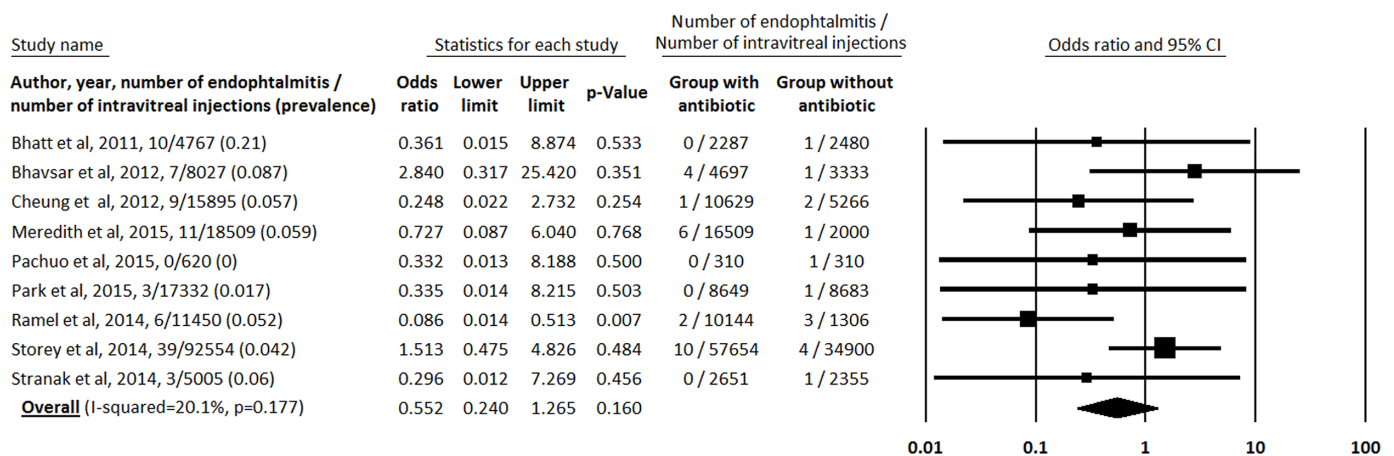 Number of endophtalmitis /
Study name Statistics for each study Number of intravitreal injections Odds ratio and 95% CI
Author, year, number of endophtalmitis / Odds Lower Upper p-Value Group with Group without
number of intravitreal injections (prevalence) ratio limit limit antibiotic antibiotic
Bhatt et al, 2011, 10/4767 (0.21) 0.361 0.015 8.874 0.533 0 / 2287 1 / 2480
Bhavsar et al, 2012, 7/8027 (0.087) 2.840 0.317 25.420 0.351 4 / 4697 1 / 3333
Cheung et al, 2012, 9/15895 (0.057) 0.248 0.022 2.732 0.254 1 / 10629 2 / 5266
Meredith et al, 2015, 11/18509 (0.059) 0.727 0.087 6.040 0.768 6 / 16509 1 / 2000
Pachuo et al, 2015, 0/620 (0) 0.332 0.013 8.188 0.500 0 / 310 1 / 310
Park et al, 2015, 3/17332 (0.017) 0.335 0.014 8.215 0.503 0 / 8649 1 / 8683
Ramel et al, 2014, 6/11450 (0.052) 0.086 0.014 0.513 0.007 2 / 10144 3 / 1306
Storey et al, 2014, 39/92554 (0.042) 1.513 0.475 4.826 0.484 10 / 57654 4 / 34900
Stranak et al, 2014, 3/5005 (0.06) 0.296 0.012 7.269 0.456 0 / 2651 1 / 2355
Overall (I-squared=20.1%, p=0.177) 0.552 0.240 1.265 0.160
0.01 0.1 1 10 100